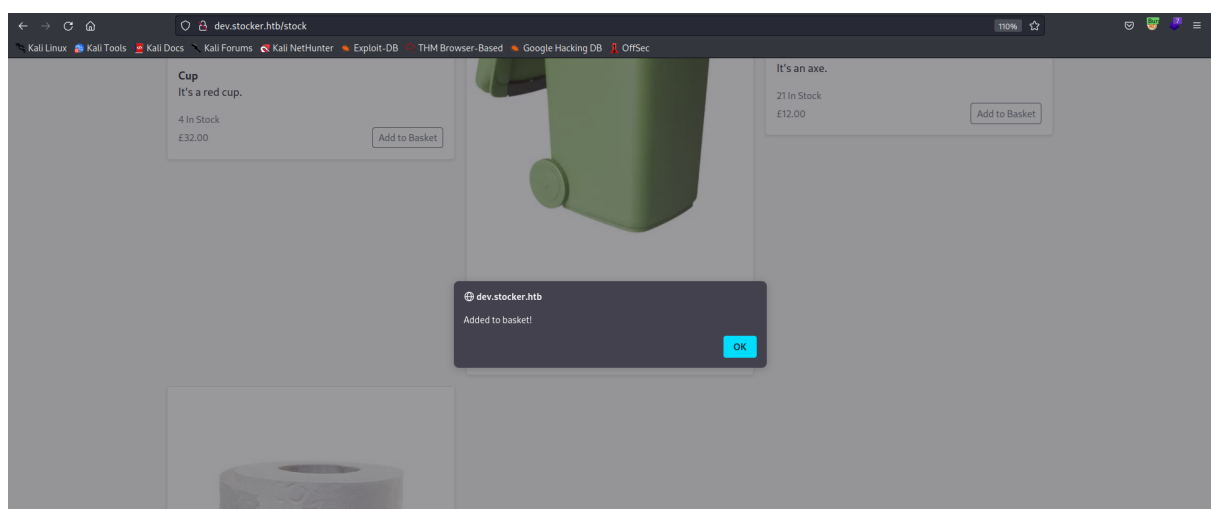 dev.stocker.htb/stock
110%
Kali Linux Kali Tools Kali Docs Kali Forums Kali NetHunter Exploit-DB THM Browser-Based Google Hacking DB OffSec
Cup
It's a red cup.
4 In Stock
£32.00 Add to Basket
It's an axe.
21 In Stock
£12.00 Add to Basket
dev.stocker.htb
Added to basket!
OK